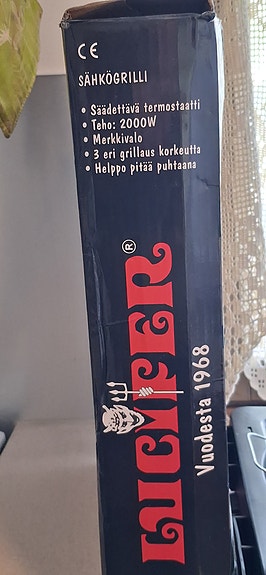 CE
SÄHKÖGRILLI
• Säädettävä termostaatti
• Teho: 2000W
• Merkkivalo
• 3 eri grillaus korkeutta
• Helppo pitää puhtaana
LUCIFER®
Vuodesta 1968